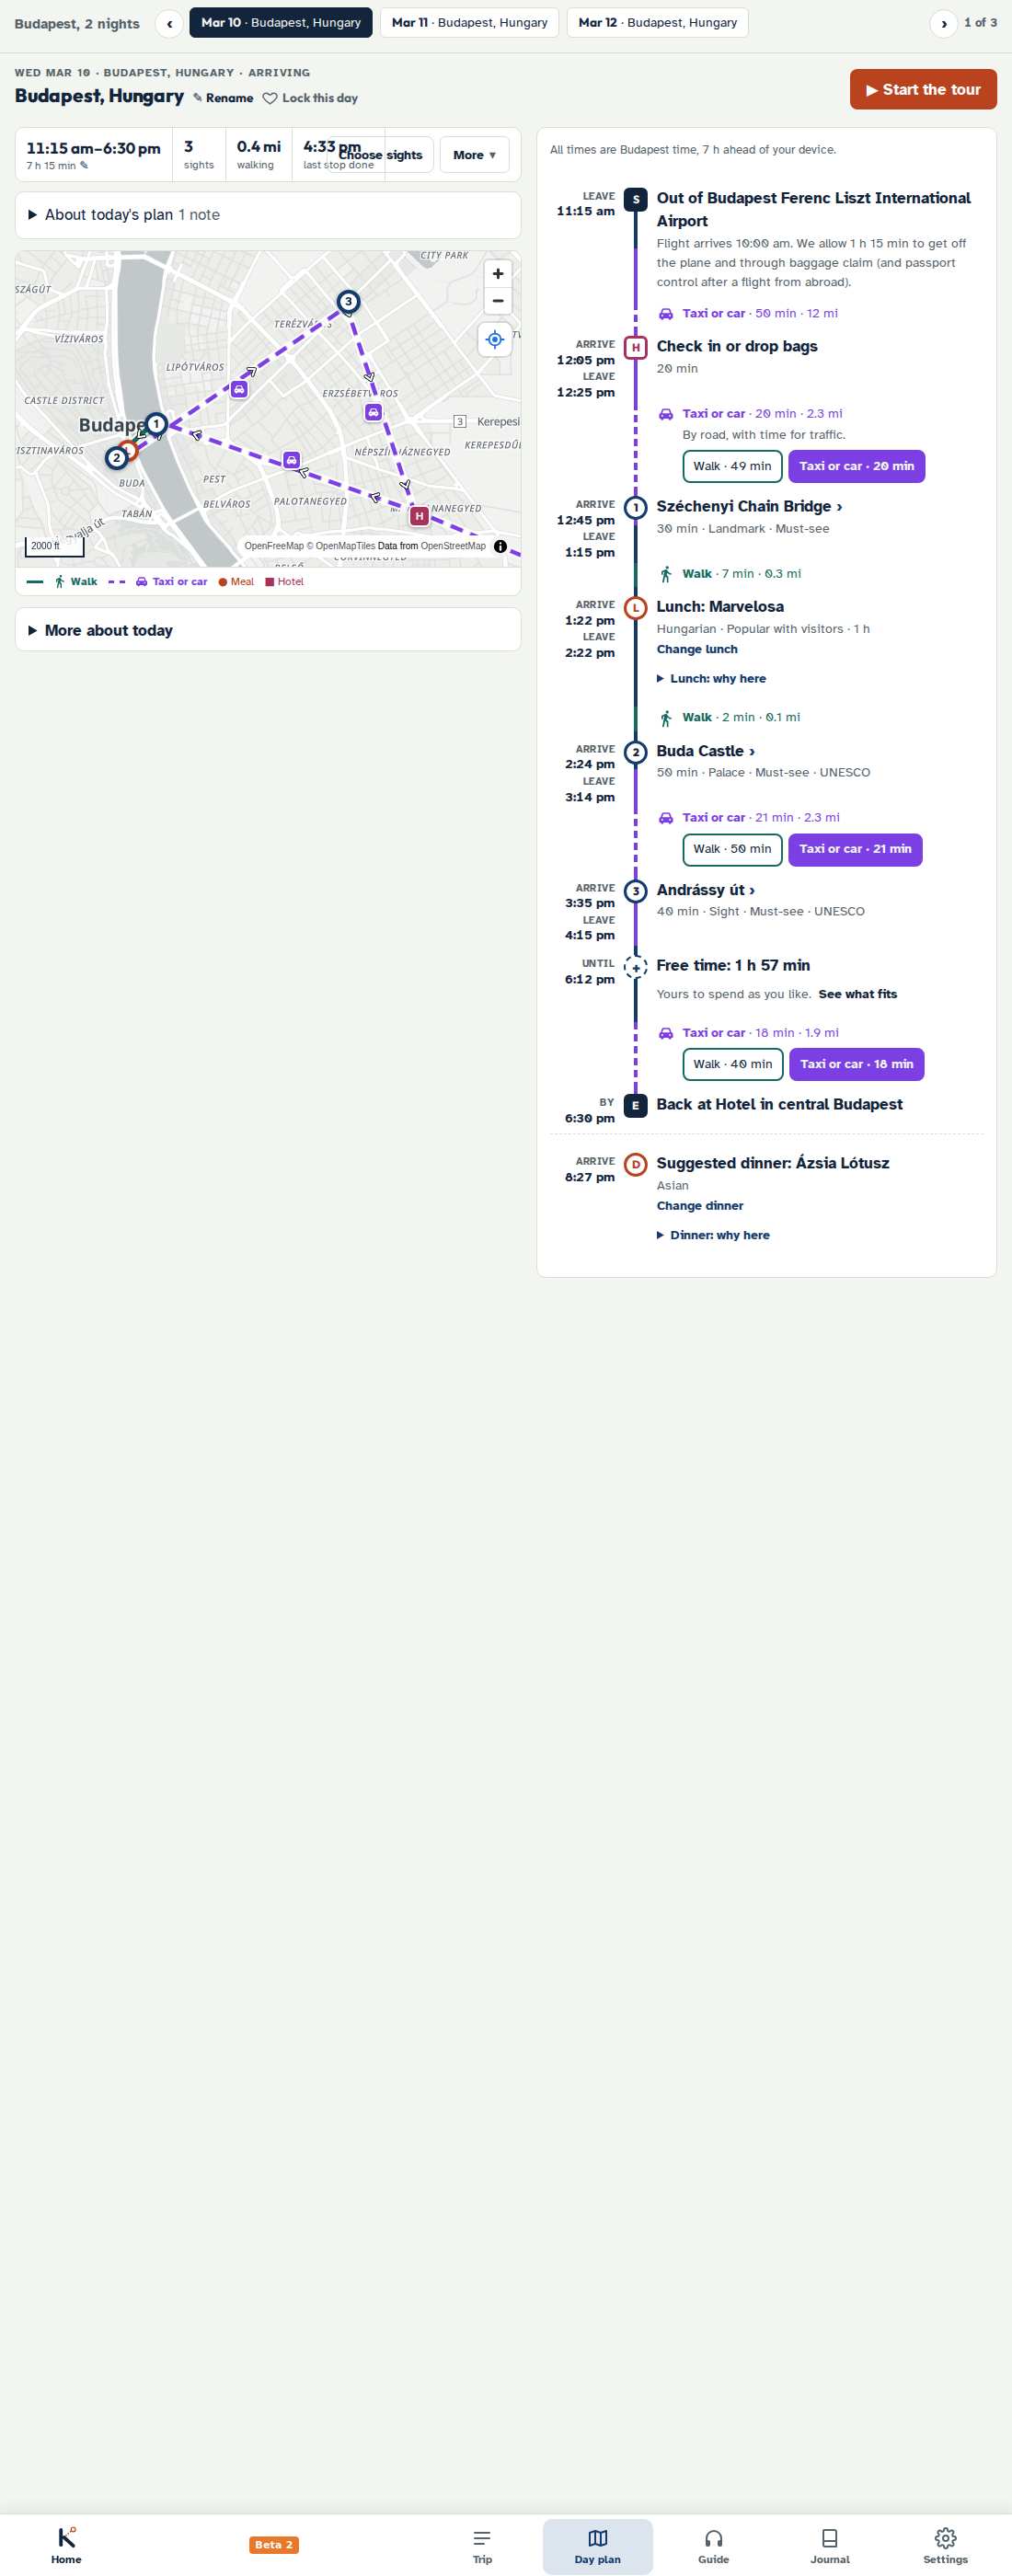 Budapest, 2 nights
‹
Mar 10 · Budapest, Hungary
Mar 11 · Budapest, Hungary
Mar 12 · Budapest, Hungary
›
1 of 3
WED MAR 10 · BUDAPEST, HUNGARY · ARRIVING
Budapest, Hungary ✎ Rename Lock this day
▶ Start the tour
11:15 am–6:30 pm
7 h 15 min ✎
3
sights
0.4 mi
walking
4:33 pm
last stop done
Choose sights
More ▾
▶ About today's plan 1 note
CITY PARK
TERÉZVÁ
VÍZIVÁROS
LIPÓTVÁROS
CASTLE DISTRICT
ERZSÉBETV ROS
Budape
3 Kerepesi
KEREPESDŰL
ISZTINAVÁROS
NÉPSZÍ
ÁZNEGYED
BUDA
PEST
BELVÁROS
PALOTANEGYED
NANEGYED
TABÁN
valja út
1
2
3
H
+
−
2000 ft
OpenFreeMap © OpenMapTiles Data from OpenStreetMap
Walk Taxi or car Meal Hotel
▶ More about today
All times are Budapest time, 7 h ahead of your device.
LEAVE
11:15 am
S
Out of Budapest Ferenc Liszt International
Airport
Flight arrives 10:00 am. We allow 1 h 15 min to get off
the plane and through baggage claim (and passport
control after a flight from abroad).
Taxi or car · 50 min · 12 mi
ARRIVE
12:05 pm
LEAVE
12:25 pm
H
Check in or drop bags
20 min
Taxi or car · 20 min · 2.3 mi
By road, with time for traffic.
Walk · 49 min
Taxi or car · 20 min
ARRIVE
12:45 pm
LEAVE
1:15 pm
1
Széchenyi Chain Bridge ›
30 min · Landmark · Must-see
Walk · 7 min · 0.3 mi
ARRIVE
1:22 pm
LEAVE
2:22 pm
L
Lunch: Marvelosa
Hungarian · Popular with visitors · 1 h
Change lunch
▶ Lunch: why here
Walk · 2 min · 0.1 mi
ARRIVE
2:24 pm
LEAVE
3:14 pm
2
Buda Castle ›
50 min · Palace · Must-see · UNESCO
Taxi or car · 21 min · 2.3 mi
Walk · 50 min
Taxi or car · 21 min
ARRIVE
3:35 pm
LEAVE
4:15 pm
3
Andrássy út ›
40 min · Sight · Must-see · UNESCO
UNTIL
6:12 pm
+
Free time: 1 h 57 min
Yours to spend as you like. See what fits
Taxi or car · 18 min · 1.9 mi
Walk · 40 min
Taxi or car · 18 min
BY
6:30 pm
E
Back at Hotel in central Budapest
ARRIVE
8:27 pm
D
Suggested dinner: Ázsia Lótusz
Asian
Change dinner
▶ Dinner: why here
Home
Beta 2
Trip
Day plan
Guide
Journal
Settings